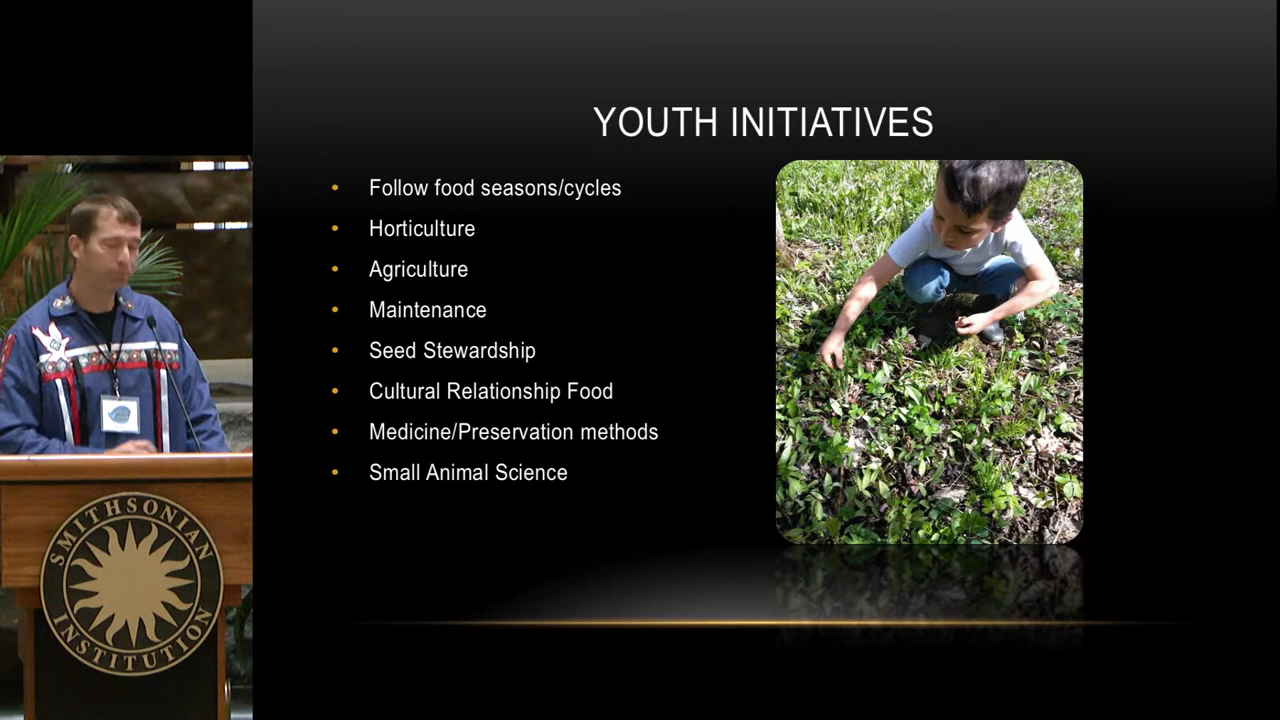 YOUTH INITIATIVES
• Follow food seasons/cycles
• Horticulture
• Agriculture
• Maintenance
• Seed Stewardship
• Cultural Relationship Food
• Medicine/Preservation methods
• Small Animal Science
SMITHSONIAN
INSTITUTION